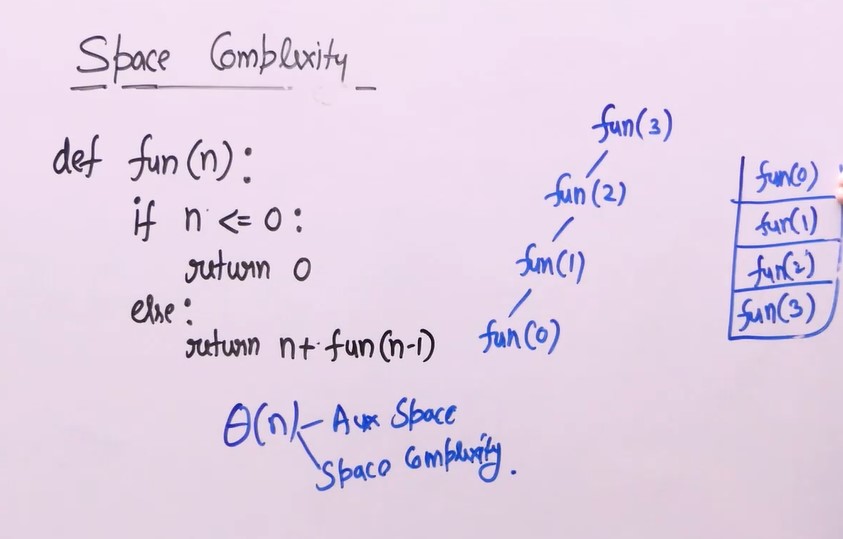 Space Complexity
def fun(n):
if n <= 0:
return 0
else:
return n+fun(n-1)
fun(3)
fun(2)
fun(1)
fun(0)
fun(0)
fun(1)
fun(2)
fun(3)
θ(n) - Aux Space
Space Complexity.